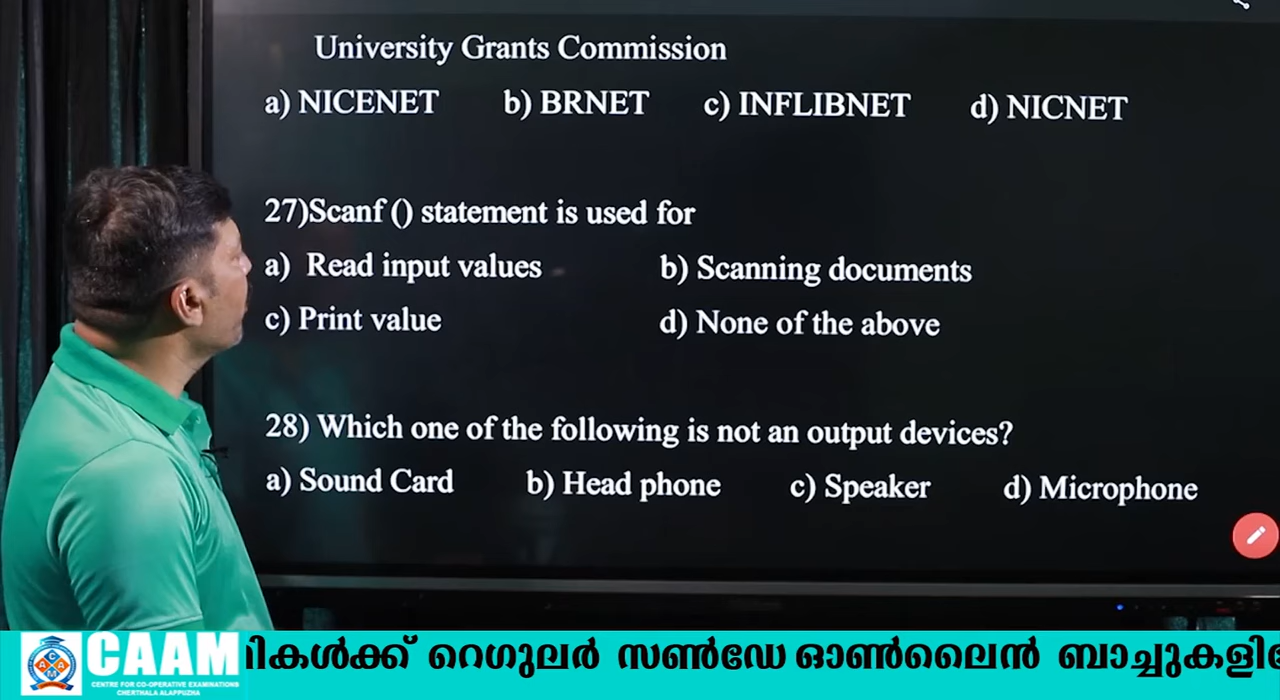 University Grants Commission
a) NICENET b) BRNET c) INFLIBNET d) NICNET
27)Scanf () statement is used for
a) Read input values b) Scanning documents
c) Print value d) None of the above
28) Which one of the following is not an output devices?
a) Sound Card b) Head phone c) Speaker d) Microphone
CAAM
CENTRE FOR CO-OPERATIVE EXAMINATIONS
CHERTHALA ALAPPUZHA
റെഗുലർ സൺഡേ ഓൺലൈൻ